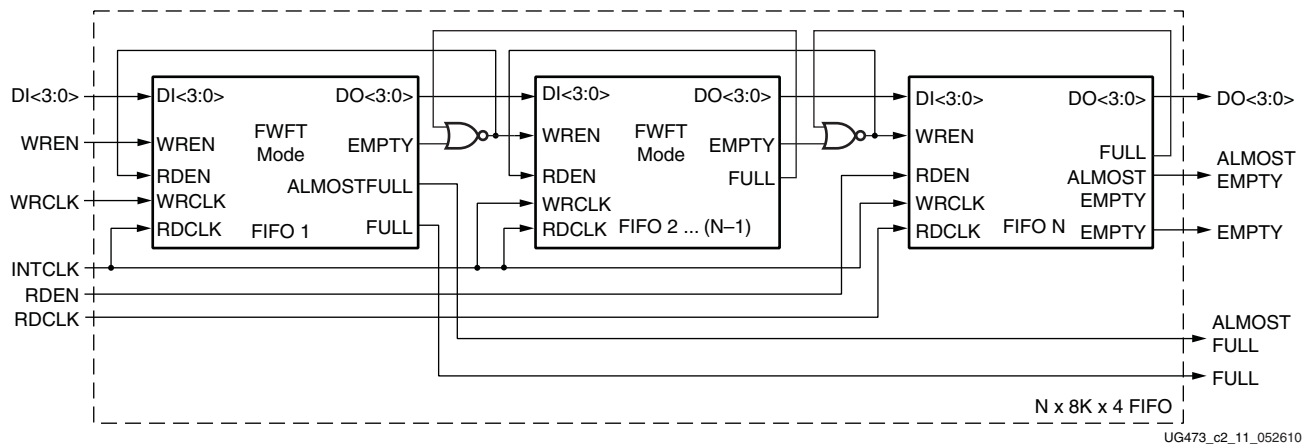 DI<3:0>
WREN
WRCLK
INTCLK
RDEN
RDCLK
DI<3:0>
DO<3:0>
FWFT
Mode
WREN
EMPTY
RDEN
ALMOSTFULL
WRCLK
FULL
RDCLK
FIFO 1
DI<3:0>
DO<3:0>
FWFT
Mode
WREN
EMPTY
RDEN
FULL
WRCLK
RDCLK
FIFO 2 ... (N–1)
DI<3:0>
DO<3:0>
WREN
FULL
RDEN
ALMOST
EMPTY
WRCLK
RDCLK
FIFO N
EMPTY
DO<3:0>
ALMOST
EMPTY
EMPTY
ALMOST
FULL
FULL
N x 8K x 4 FIFO
UG473_c2_11_052610